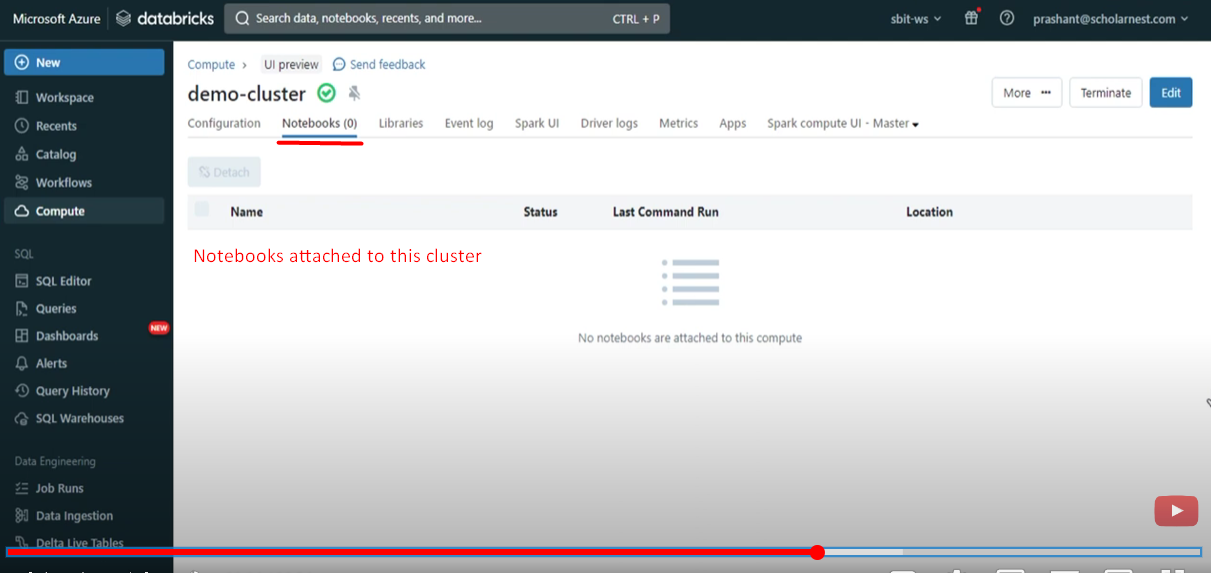 Microsoft Azure databricks Search data, notebooks, recents, and more... CTRL + P sbit-ws prashant@scholarnest.com
New
Workspace
Recents
Catalog
Workflows
Compute
SQL
SQL Editor
Queries
Dashboards NEW
Alerts
Query History
SQL Warehouses
Data Engineering
Job Runs
Data Ingestion
Delta Live Tables
Compute › UI preview Send feedback
demo-cluster More ••• Terminate Edit
Configuration Notebooks (0) Libraries Event log Spark UI Driver logs Metrics Apps Spark compute UI - Master
Detach
Name Status Last Command Run Location
Notebooks attached to this cluster
No notebooks are attached to this compute